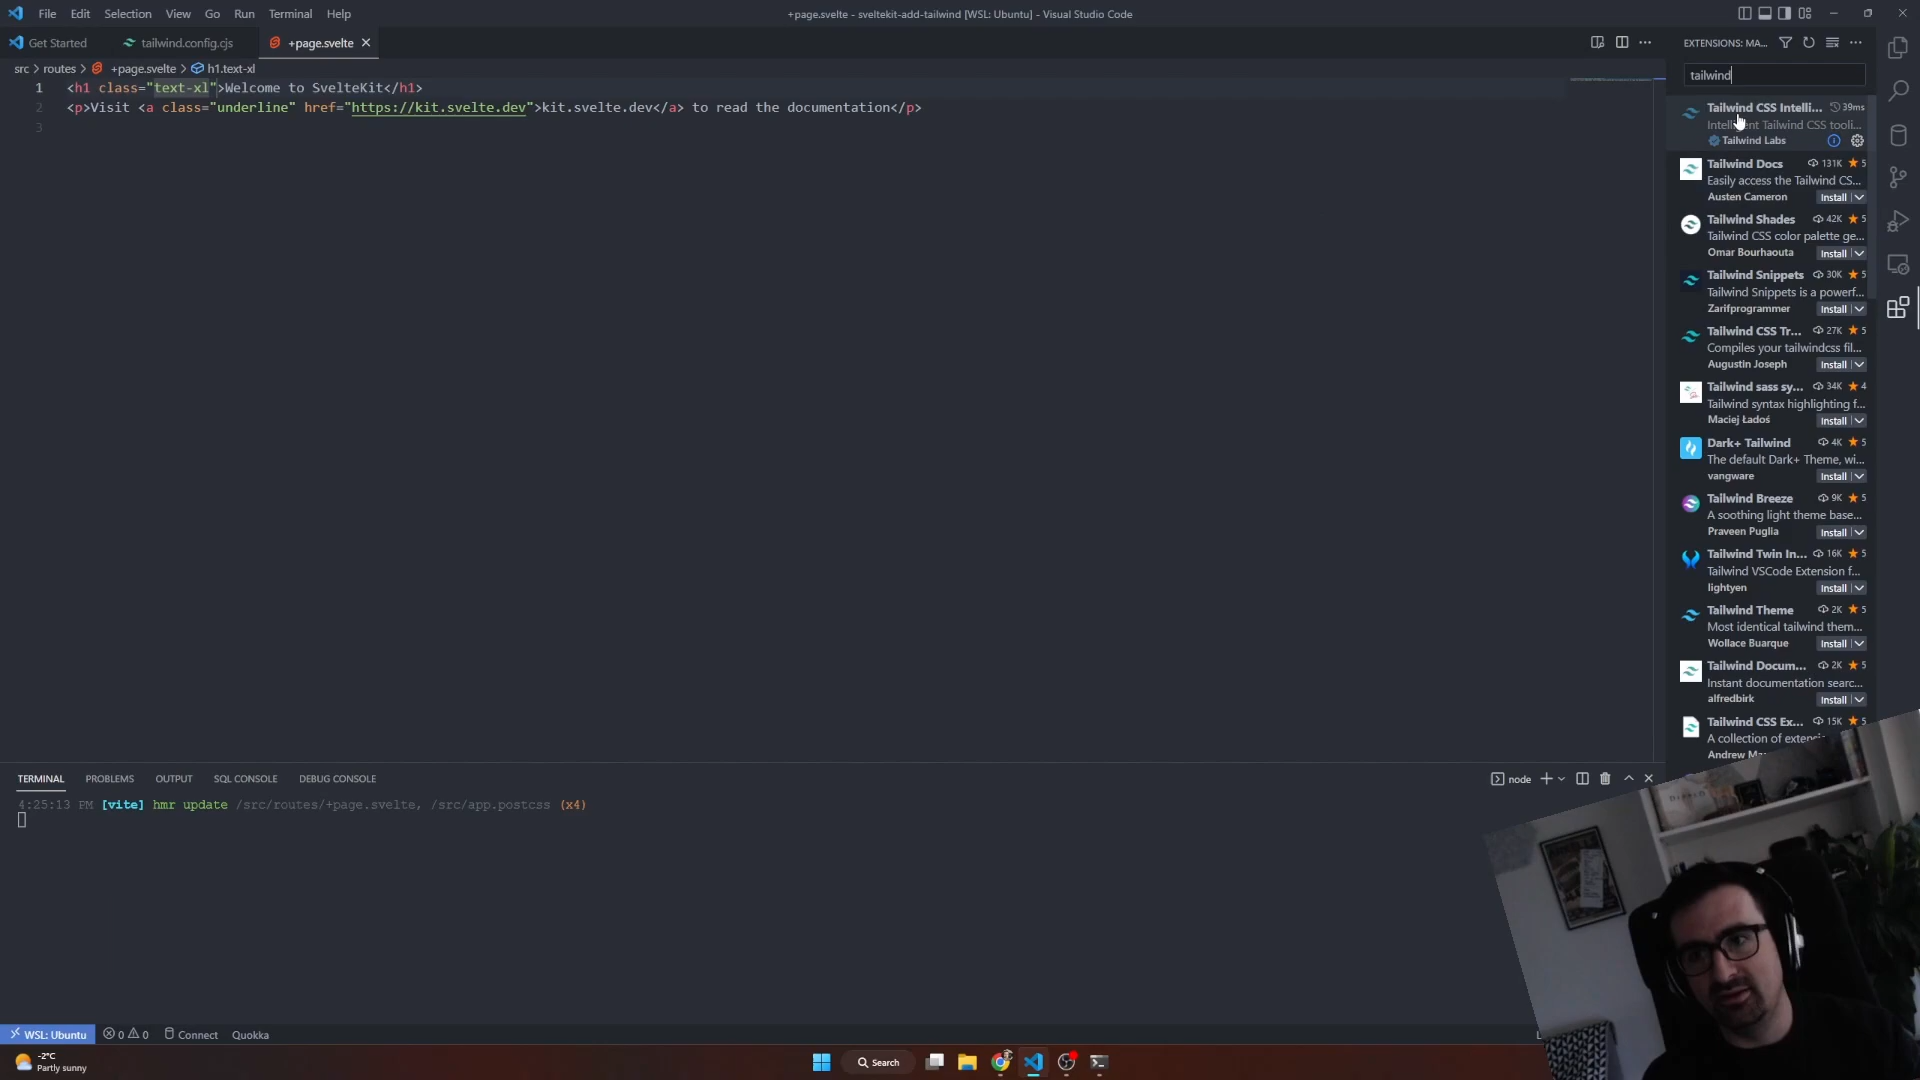 File Edit Selection View Go Run Terminal Help
+page.svelte - sveltekit-add-tailwind [WSL: Ubuntu] - Visual Studio Code
Get Started
tailwind.config.cjs
+page.svelte
src > routes > +page.svelte > h1.text-xl
1 <h1 class="text-xl">Welcome to SvelteKit</h1>
2 <p>Visit <a class="underline" href="https://kit.svelte.dev">kit.svelte.dev</a> to read the documentation</p>
3
EXTENSIONS: MA...
tailwind
Tailwind CSS Intelli... 39ms
Intelligent Tailwind CSS tooli...
Tailwind Labs
Tailwind Docs 131K 5
Easily access the Tailwind CS...
Austen Cameron Install
Tailwind Shades 42K 5
Tailwind CSS color palette ge...
Omar Bourhaouta Install
Tailwind Snippets 30K 5
Tailwind Snippets is a powerf...
Zarifprogrammer Install
Tailwind CSS Tr... 27K 5
Compiles your tailwindcss fil...
Augustin Joseph Install
Tailwind sass sy... 34K 4
Tailwind syntax highlighting f...
Maciej Ładoś Install
Dark+ Tailwind 4K 5
The default Dark+ Theme, wi...
vangware Install
Tailwind Breeze 9K 5
A soothing light theme base...
Praveen Puglia Install
Tailwind Twin In... 16K 5
Tailwind VSCode Extension f...
lightyen Install
Tailwind Theme 2K 5
Most identical tailwind them...
Wollace Buarque Install
Tailwind Docum... 2K 5
Instant documentation searc...
alfredbirk Install
Tailwind CSS Ex... 15K 5
A collection of
Andrew
TERMINAL PROBLEMS OUTPUT SQL CONSOLE DEBUG CONSOLE
node
4:25:13 PM [vite] hmr update /src/routes/+page.svelte, /src/app.postcss (x4)
WSL: Ubuntu 0 0 Connect Quokka
-2°C
Partly sunny
Search